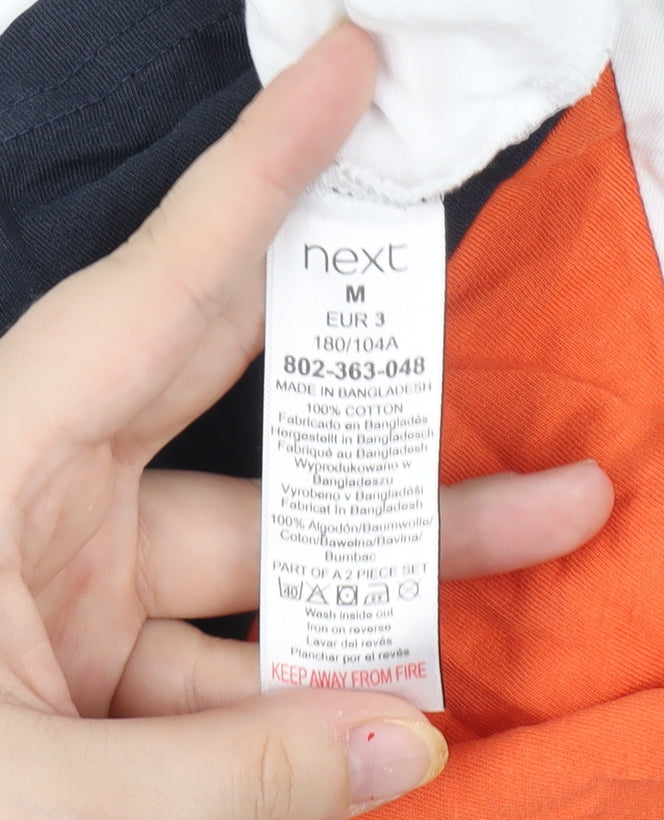 next
M
EUR 3
180/104A
802-363-048
MADE IN BANGLADESH
100% COTTON
Fabricado en Bangladés
Hergestellt in Bangladesch
Fabriqué au Bangladesh
Wyprodukowano w
Bangladeszu
Vyrobeno v Bangladéši
Fabricat în Bangladesh
100% Algodón/Baumwolle/
Coton/Bawełna/Bavlna/
Bumbac
PART OF A 2 PIECE SET
40
Wash inside out
Iron on reverse
Lavar del revés
Planchar por el revés
KEEP AWAY FROM FIRE